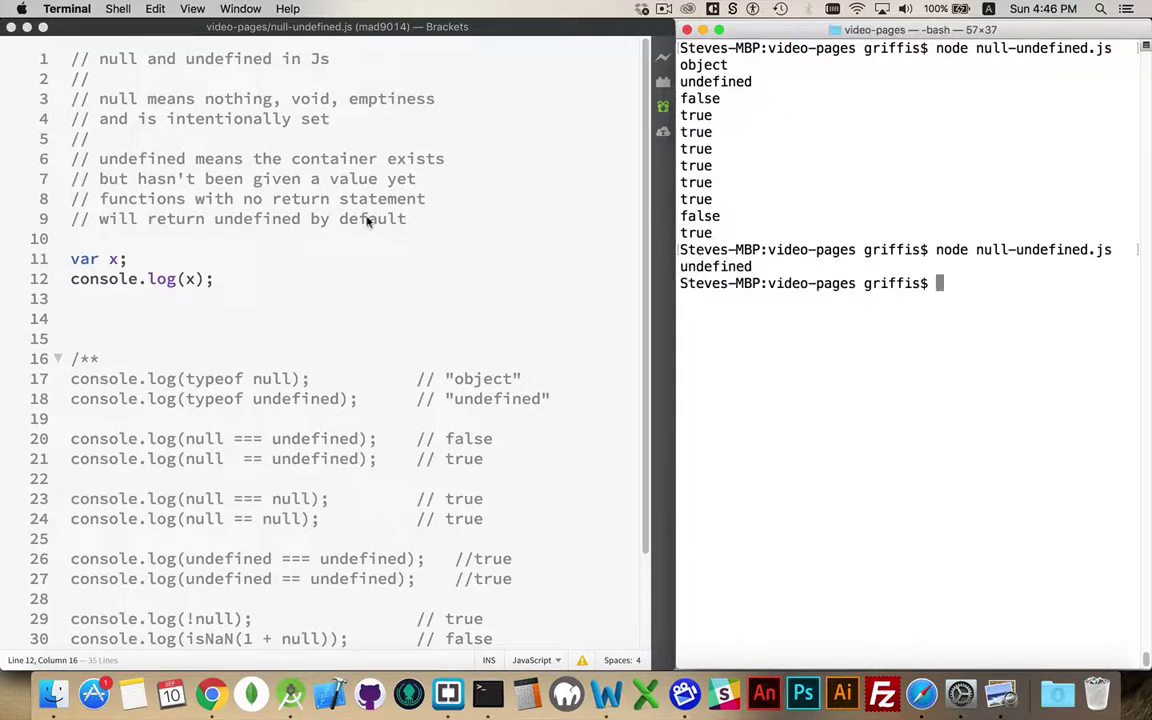 Terminal Shell Edit View Window Help 100% Sun 4:46 PM
video-pages/null-undefined.js (mad9014) — Brackets
1 // null and undefined in Js
2 //
3 // null means nothing, void, emptiness
4 // and is intentionally set
5 //
6 // undefined means the container exists
7 // but hasn't been given a value yet
8 // functions with no return statement
9 // will return undefined by default
10
11 var x;
12 console.log(x);
13
14
15
16 /**
17 console.log(typeof null); // "object"
18 console.log(typeof undefined); // "undefined"
19
20 console.log(null === undefined); // false
21 console.log(null  == undefined); // true
22
23 console.log(null === null); // true
24 console.log(null == null); // true
25
26 console.log(undefined === undefined); //true
27 console.log(undefined == undefined); //true
28
29 console.log(!null); // true
30 console.log(isNaN(1 + null)); // false
Line 12, Column 16 — 35 Lines INS JavaScript Spaces: 4
video-pages — -bash — 57×37
Steves-MBP:video-pages griffis$ node null-undefined.js
object
undefined
false
true
true
true
true
true
true
false
true
Steves-MBP:video-pages griffis$ node null-undefined.js
undefined
Steves-MBP:video-pages griffis$
SEP
10
1
An
Ps
Ai
Fz